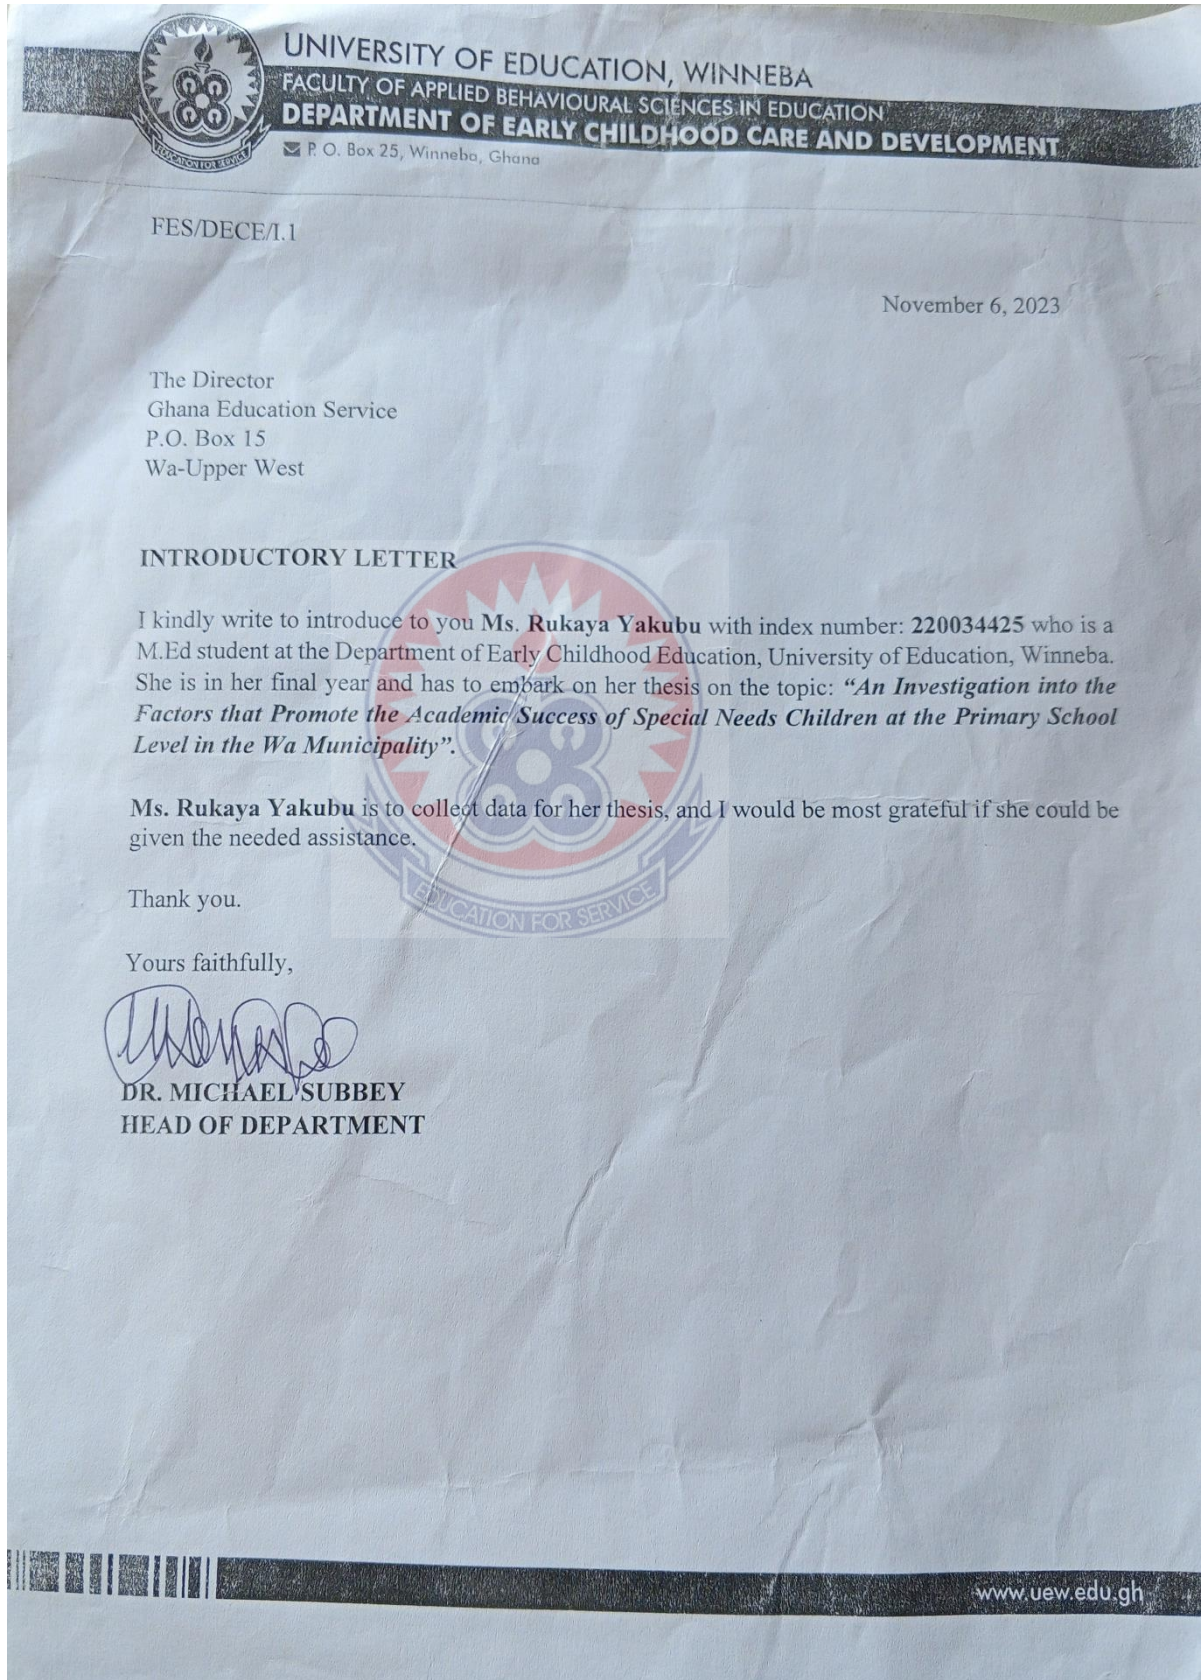 UNIVERSITY OF EDUCATION, WINNEBA
FACULTY OF APPLIED BEHAVIOURAL SCIENCES IN EDUCATION
DEPARTMENT OF EARLY CHILDHOOD CARE AND DEVELOPMENT
P. O. Box 25, Winneba, Ghana
EDUCATION FOR SERVICE
FES/DECE/I.1
November 6, 2023
The Director
Ghana Education Service
P.O. Box 15
Wa-Upper West
INTRODUCTORY LETTER
I kindly write to introduce to you Ms. Rukaya Yakubu with index number: 220034425 who is a
M.Ed student at the Department of Early Childhood Education, University of Education, Winneba.
She is in her final year and has to embark on her thesis on the topic: “An Investigation into the
Factors that Promote the Academic Success of Special Needs Children at the Primary School
Level in the Wa Municipality”.
Ms. Rukaya Yakubu is to collect data for her thesis, and I would be most grateful if she could be
given the needed assistance.
Thank you.
EDUCATION FOR SERVICE
Yours faithfully,
DR. MICHAEL SUBBEY
HEAD OF DEPARTMENT
www.uew.edu.gh